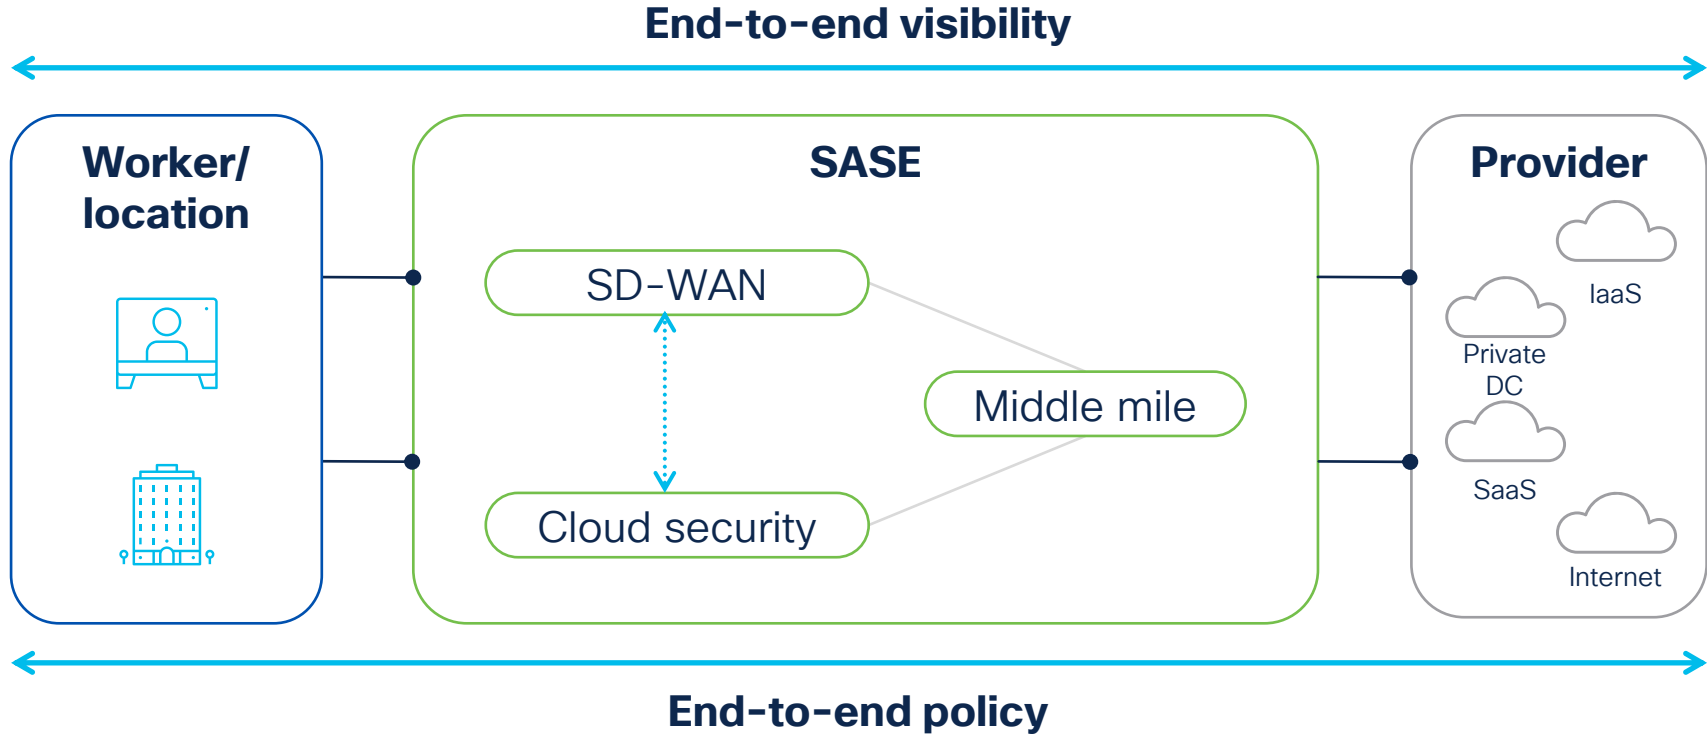 End-to-end visibility
Worker/
location
SASE
SD-WAN
Middle mile
Cloud security
Provider
IaaS
Private
DC
SaaS
Internet
End-to-end policy